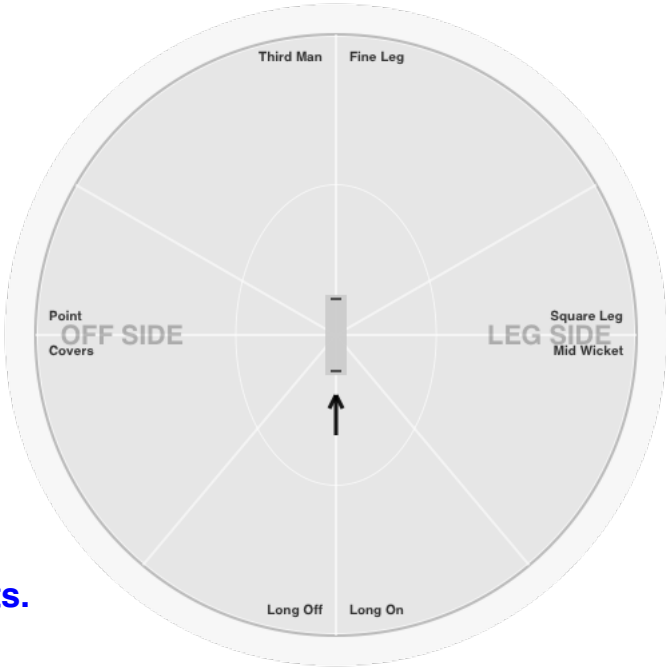 Third Man Fine Leg
Point
OFF SIDE
Covers
Square Leg
LEG SIDE
Mid Wicket
s.
Long Off Long On